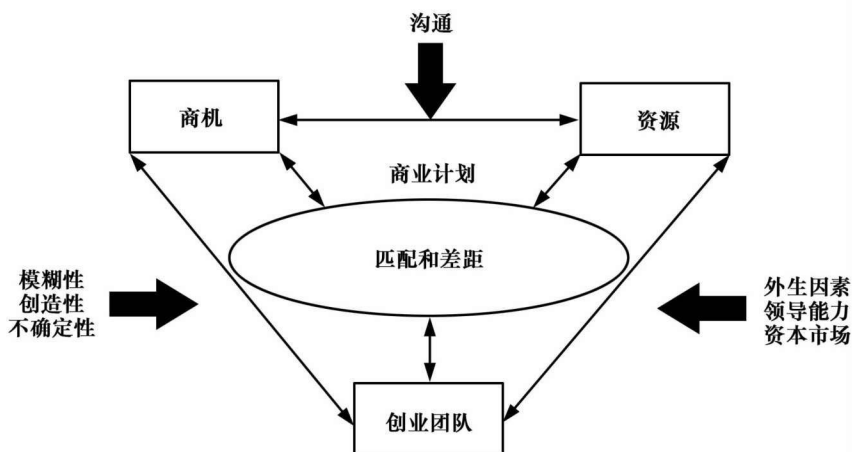 沟通
商机
资源
商业计划
匹配和差距
模糊性
创造性
不确定性
外生因素
领导能力
资本市场
创业团队